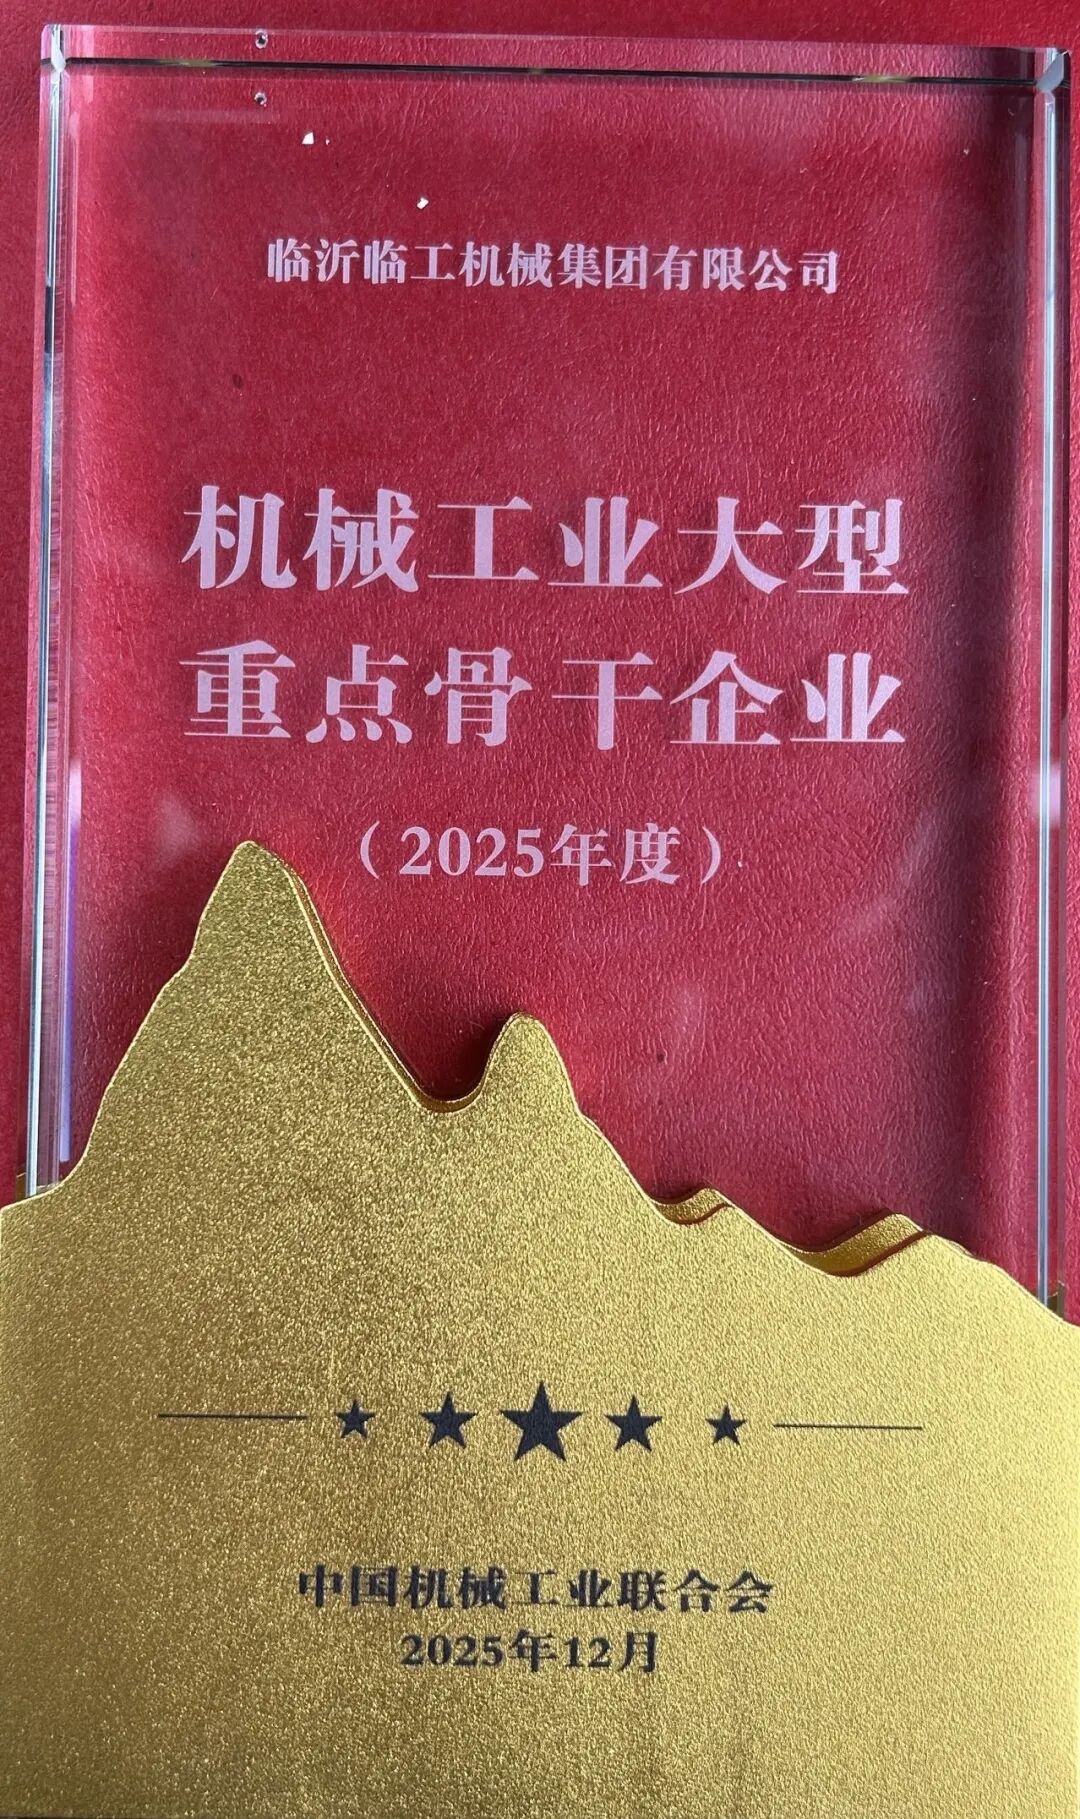 临沂临工机械集团有限公司
机械工业大型
重点骨干企业
（2025年度）
中国机械工业联合会
2025年12月